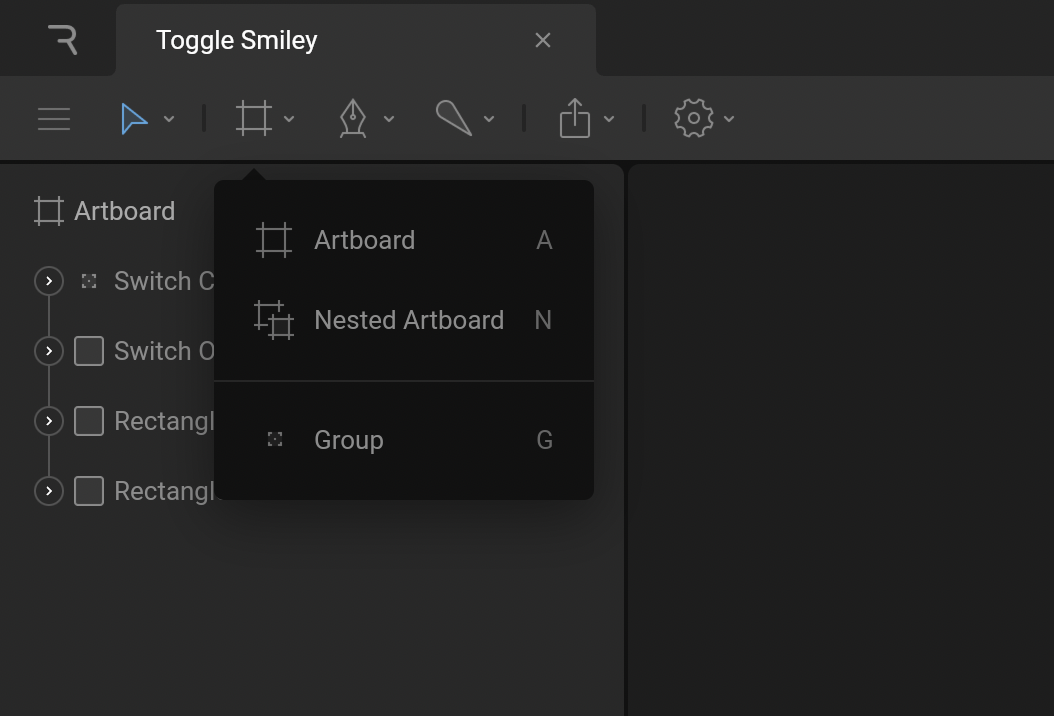 Toggle Smiley
Artboard
Artboard A
Switch C
Nested Artboard N
Switch O
Rectangl
Group G
Rectangl